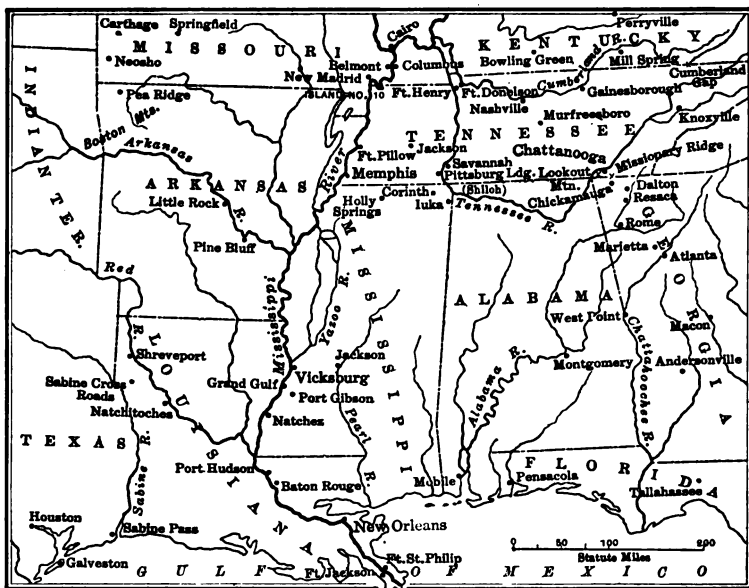 Carthage Springfield
Cairo
Perryville
MISSOURI
KENTUCKY
Neosho
Belmont Columbus
Bowling Green
Cumberland R.
Mill Spring
New Madrid
ISLAND NO. 10
Cumberland Gap
Pea Ridge
Ft. Henry Ft. Donelson
Gainesborough
Nashville
Boston Mts.
Murfreesboro
Knoxville
INDIAN TER.
TENNESSEE
Arkansas R.
River
Ft. Pillow Jackson
Chattanooga
Missionary Ridge
Savannah
ARKANSAS
Memphis
Pittsburg Ldg.
Lookout Mtn.
Dalton
(Shiloh)
Corinth
Chickamauga
Resaca
Little Rock
Holly Springs
Iuka
Tennessee R.
Rome
Pine Bluff
Marietta
Atlanta
GEORGIA
Red R.
MISSISSIPPI
Mississippi
Yazoo R.
ALABAMA
West Point
Macon
LOUISIANA
Shreveport
Jackson
Alabama R.
Montgomery
Chattahoochee R.
Andersonville
Sabine Cross Roads
Grand Gulf
Vicksburg
Port Gibson
Natchitoches
Natchez
Pearl R.
TEXAS
Sabine R.
Port Hudson
FLORIDA
Baton Rouge
Mobile
Pensacola
Tallahassee
Houston
Sabine Pass
New Orleans
0 50 100 200
Statute Miles
Galveston
Ft. St. Philip
Ft. Jackson
GULF OF MEXICO